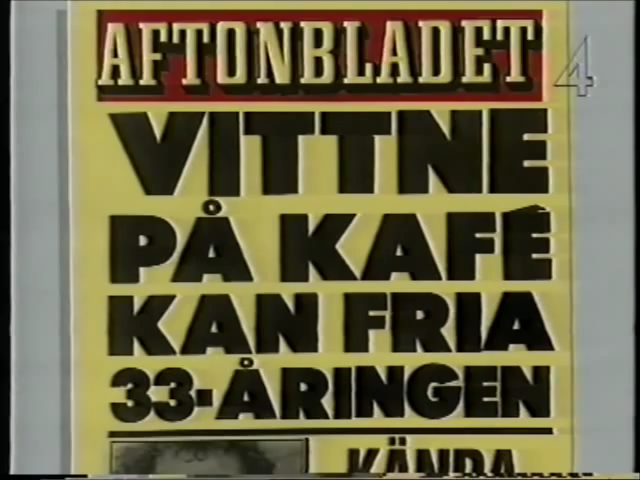 AFTONBLADET
4
VITTNE
PÅ KAFÉ
KAN FRIA
33-ÅRINGEN
KÄNDA